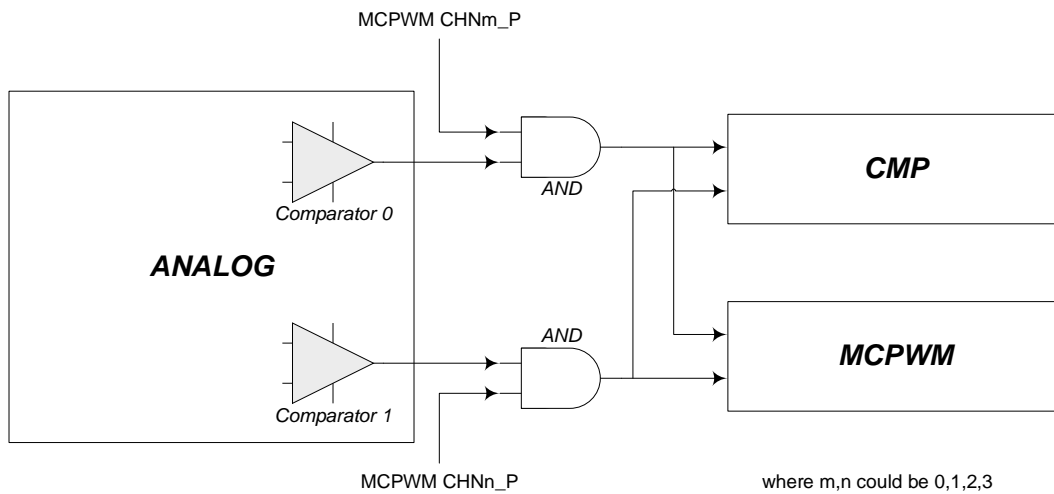 MCPWM CHNm_P
AND
CMP
Comparator 0
ANALOG
AND
MCPWM
Comparator 1
MCPWM CHNn_P
where m,n could be 0,1,2,3